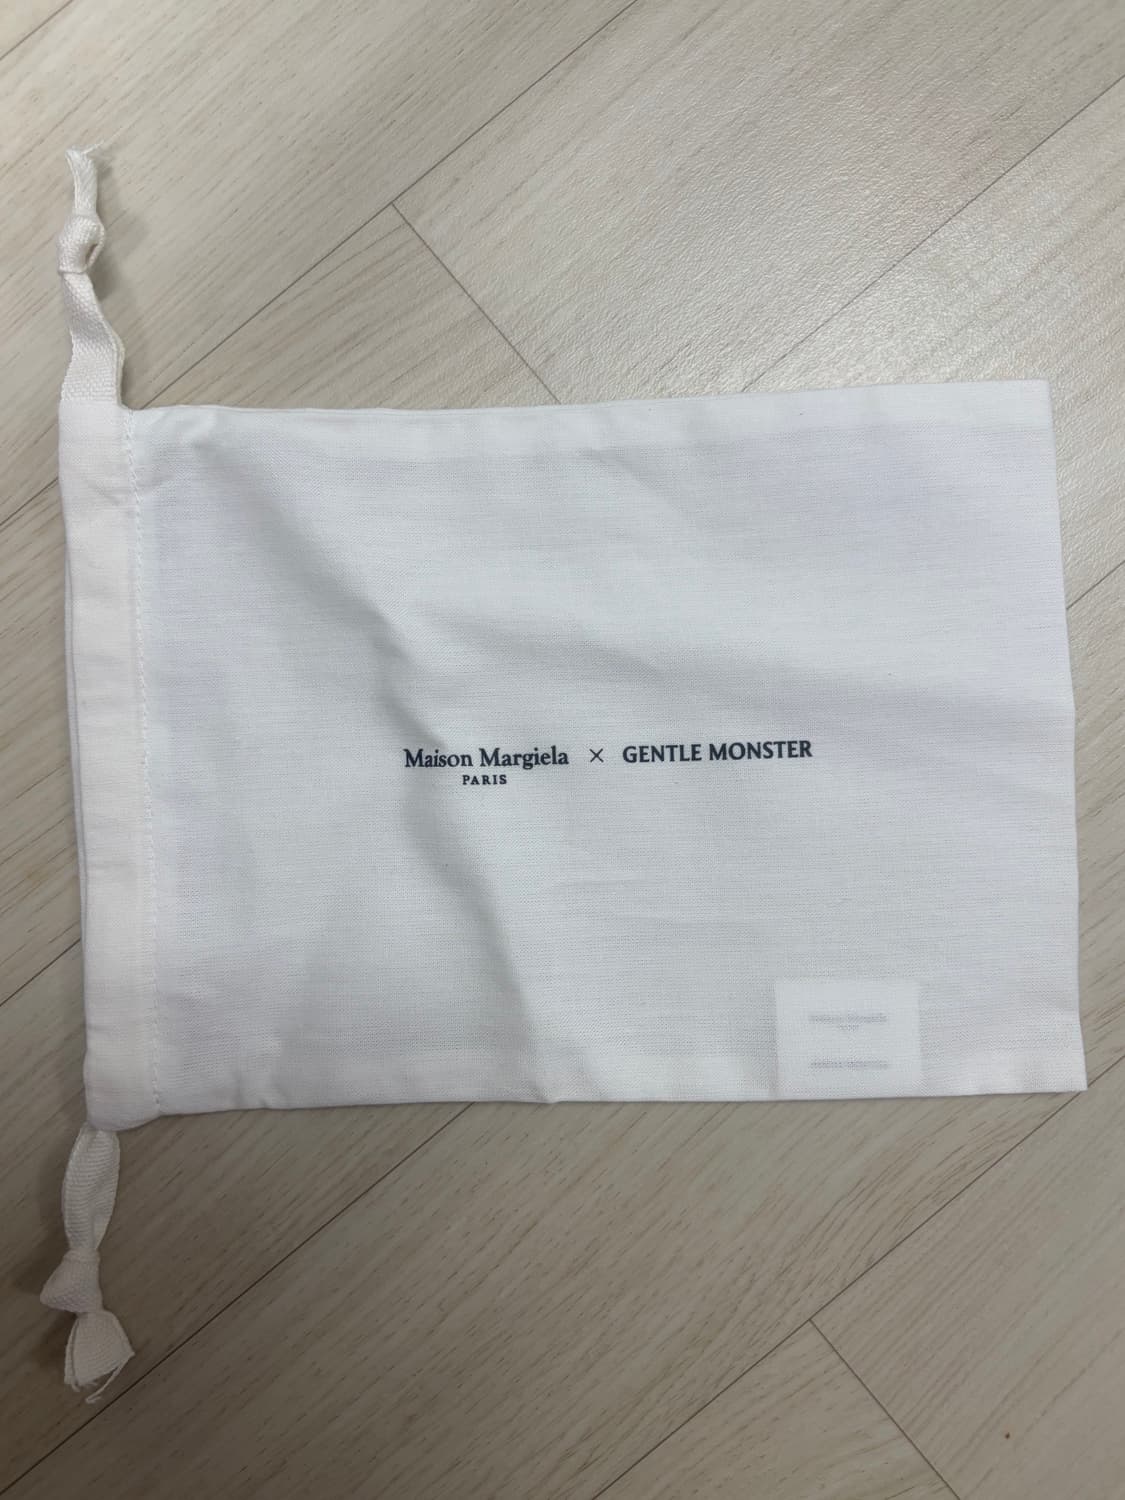 Maison Margiela × GENTLE MONSTER
PARIS